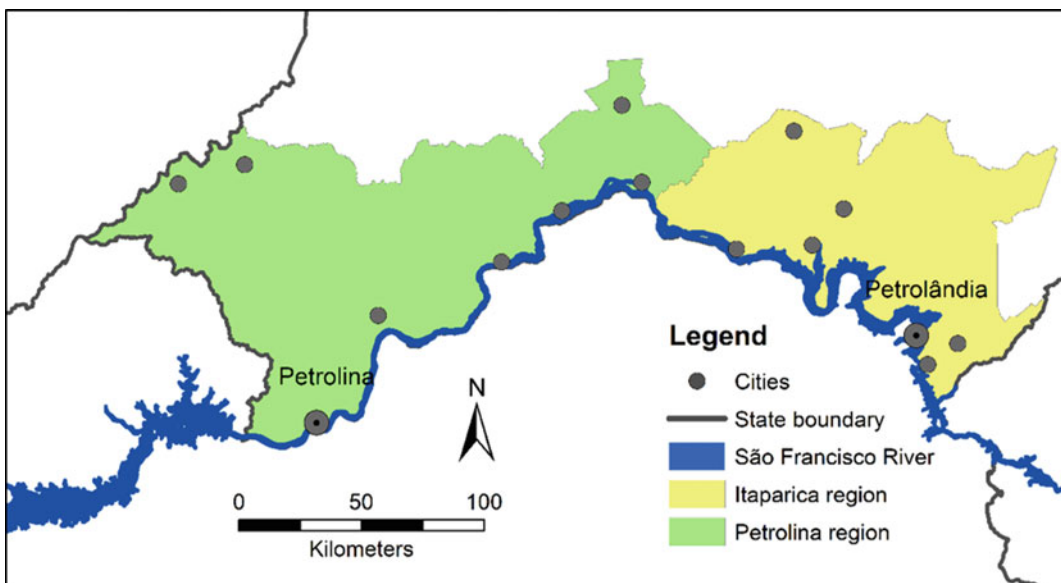 Petrolândia
Petrolina
N
0 50 100
Kilometers
Legend
Cities
State boundary
São Francisco River
Itaparica region
Petrolina region